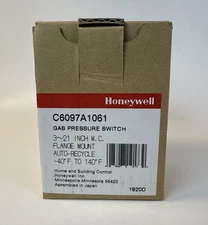 Honeywell
C6097A1061
GAS PRESSURE SWITCH
3~21 INCH W.C.
FLANGE MOUNT
AUTO-RECYCLE
-40°F TO 140°F
Home and Building Control
Honeywell Inc.
Minneapolis Minnesota 55422
Assembled in Japan
1920D